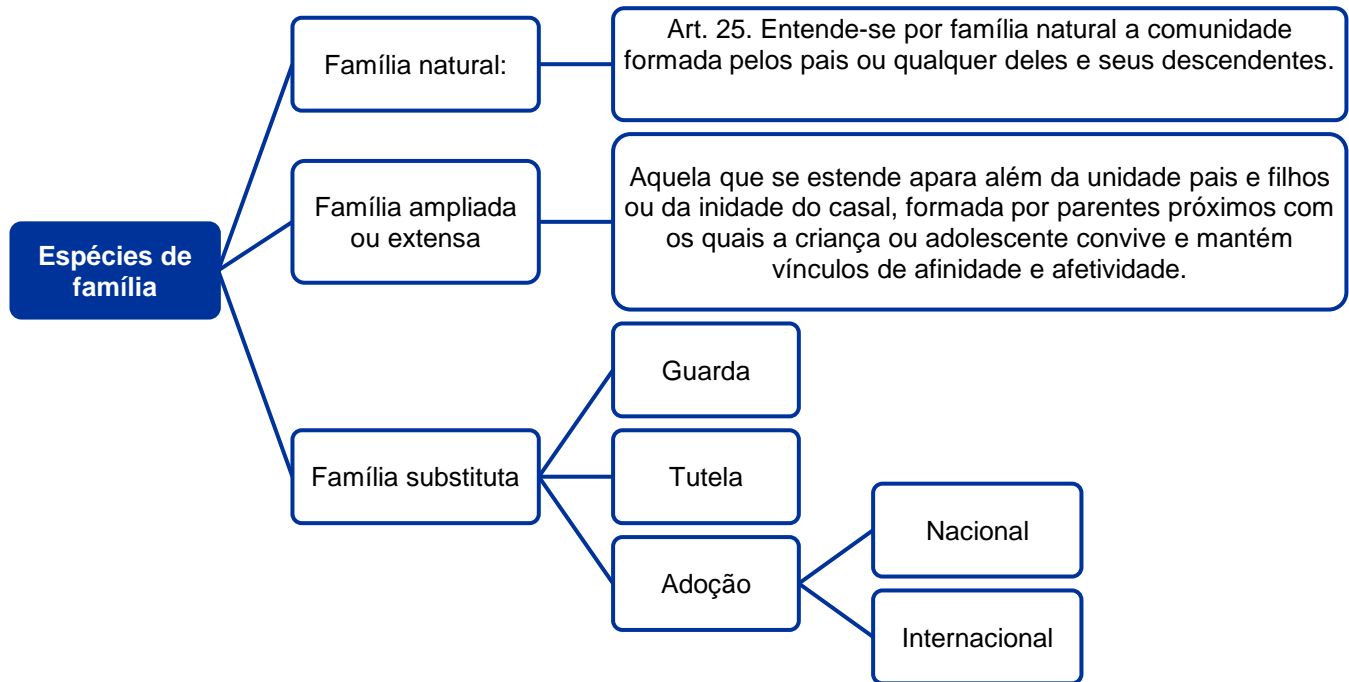 Espécies de
família
Família natural:
Art. 25. Entende-se por família natural a comunidade
formada pelos pais ou qualquer deles e seus descendentes.
Família ampliada
ou extensa
Aquela que se estende apara além da unidade pais e filhos
ou da inidade do casal, formada por parentes próximos com
os quais a criança ou adolescente convive e mantém
vínculos de afinidade e afetividade.
Família substituta
Guarda
Tutela
Adoção
Nacional
Internacional